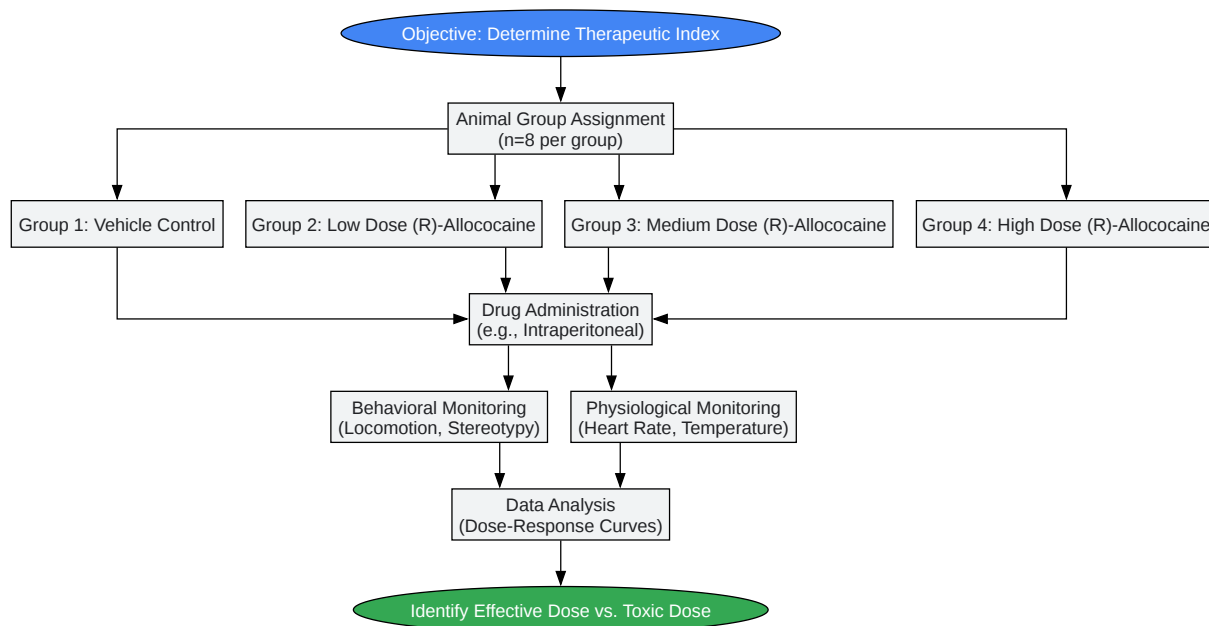 Objective: Determine Therapeutic Index
Animal Group Assignment
(n=8 per group)
Group 1: Vehicle Control
Group 2: Low Dose (R)-Allococaine
Group 3: Medium Dose (R)-Allococaine
Group 4: High Dose (R)-Allococaine
Drug Administration
(e.g., Intraperitoneal)
Behavioral Monitoring
(Locomotion, Stereotypy)
Physiological Monitoring
(Heart Rate, Temperature)
Data Analysis
(Dose-Response Curves)
Identify Effective Dose vs. Toxic Dose